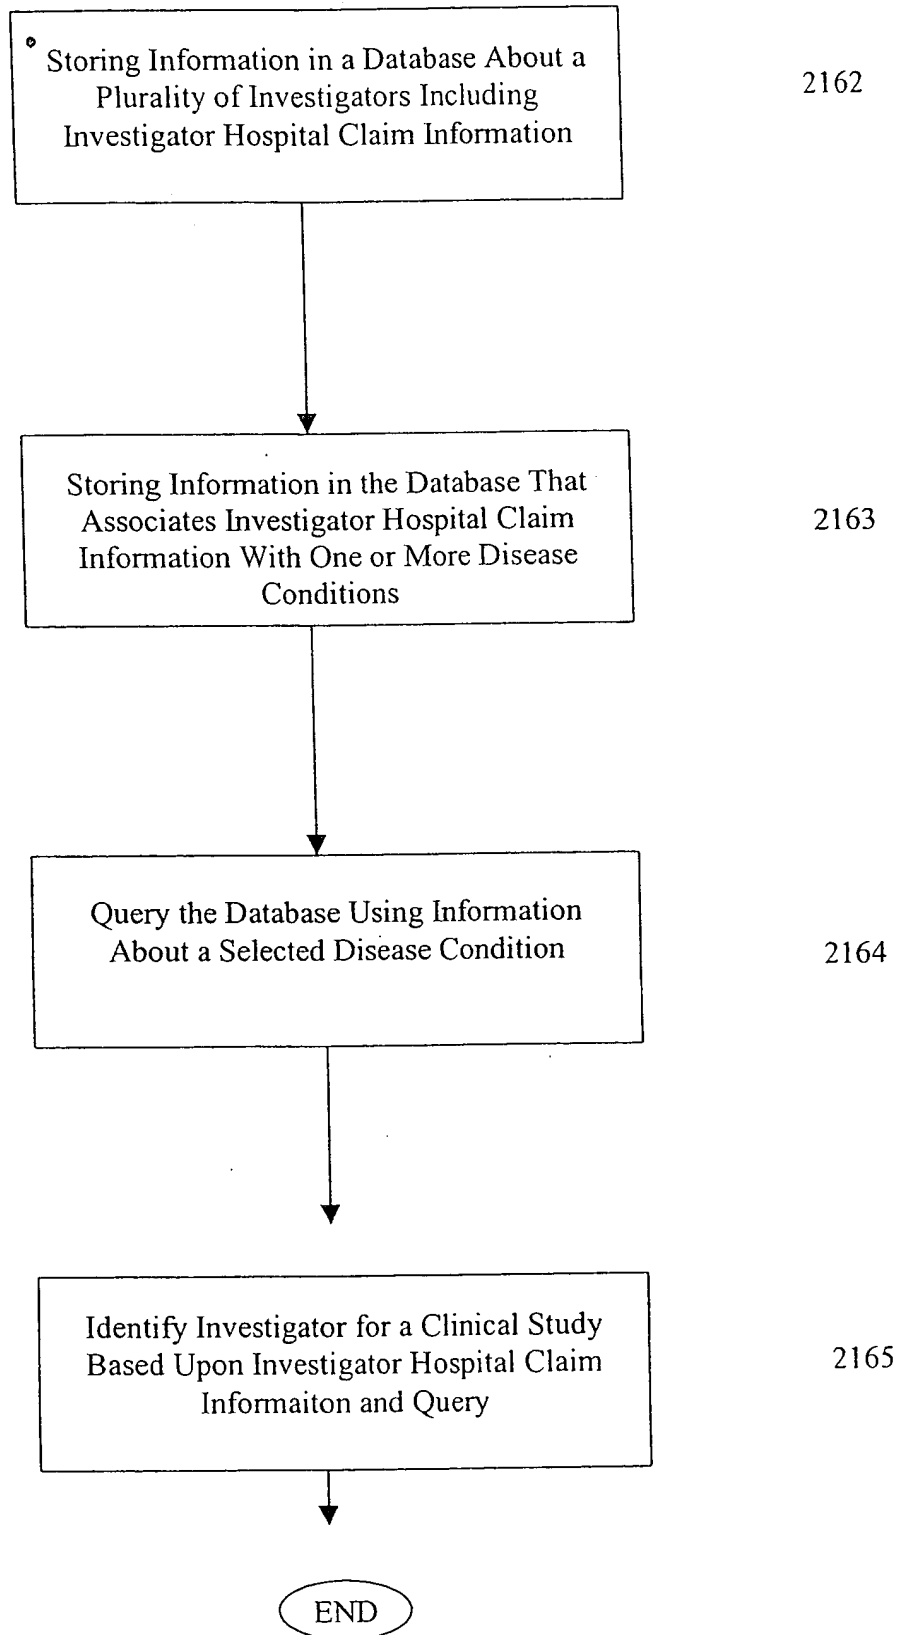 Storing Information in a Database About a
Plurality of Investigators Including
Investigator Hospital Claim Information
2162
Storing Information in the Database That
Associates Investigator Hospital Claim
Information With One or More Disease
Conditions
2163
Query the Database Using Information
About a Selected Disease Condition
2164
Identify Investigator for a Clinical Study
Based Upon Investigator Hospital Claim
Informaiton and Query
2165
END